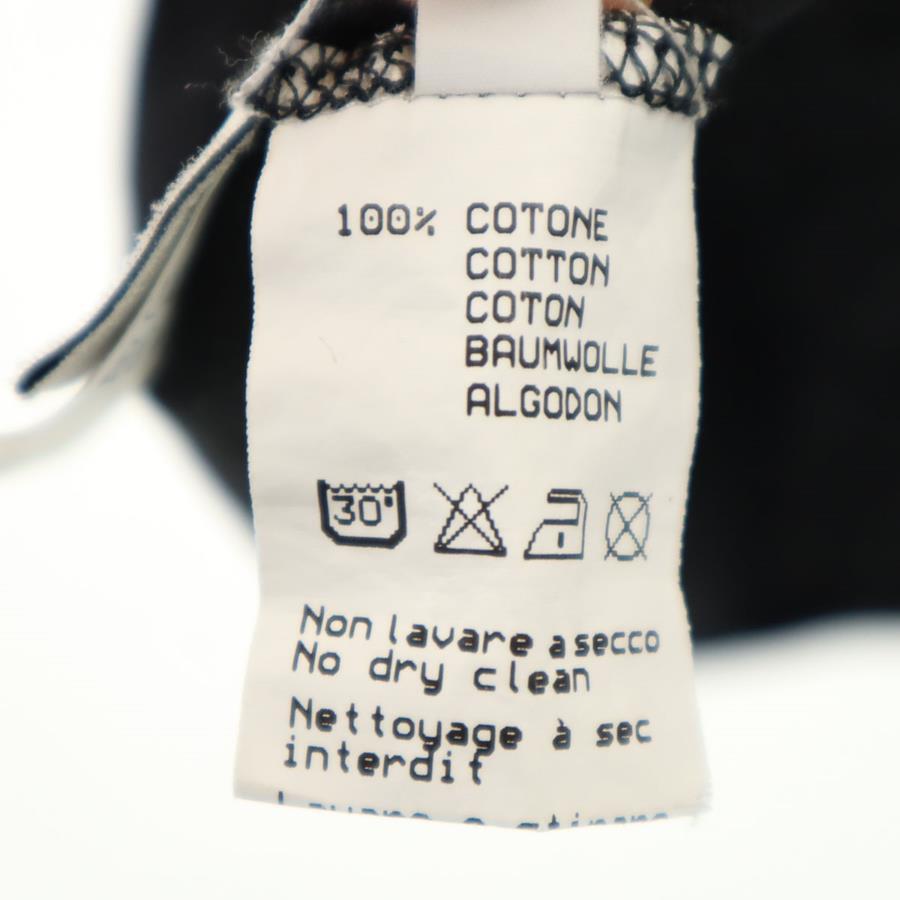 100% COTONE
COTTON
COTON
BAUMWOLLE
ALGODON
30°
Non lavare a secco
No dry clean
Nettoyage à sec
interdit